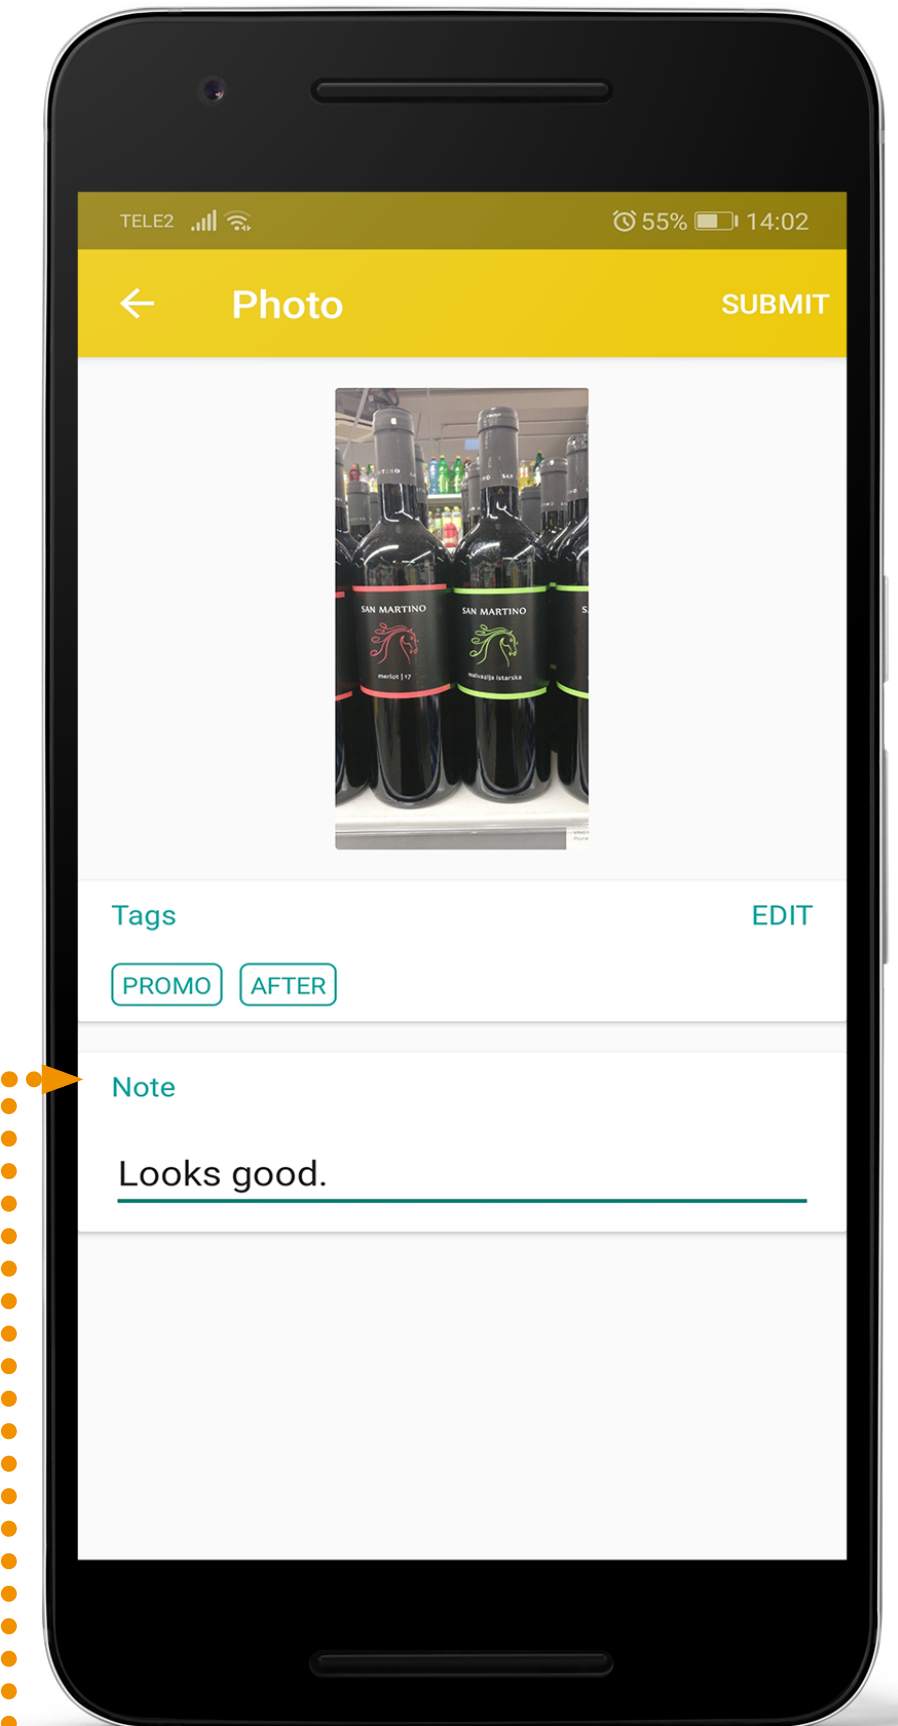 TELE2
55% 14:02
Photo
SUBMIT
SAN MARTINO
merlot | 17
SAN MARTINO
malvazija istarska
Tags
EDIT
PROMO
AFTER
Note
Looks good.